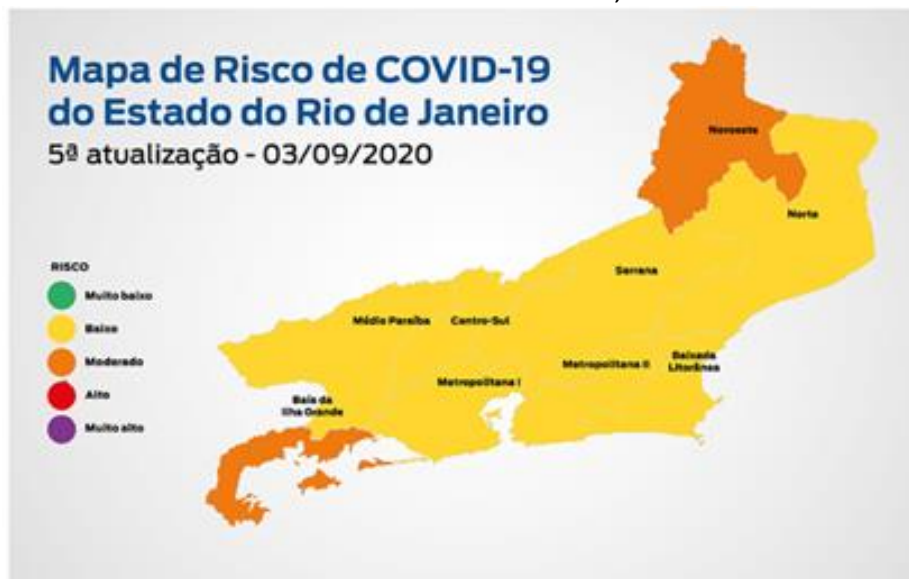 Mapa de Risco de COVID-19
do Estado do Rio de Janeiro
5ª atualização - 03/09/2020
RISCO
Muito baixo
Baixo
Moderado
Alto
Muito alto
Noroeste
Norte
Serrana
Médio Paraíba
Centro-Sul
Metropolitana I
Metropolitana II
Baixada
Litorânea
Baía da
Ilha Grande